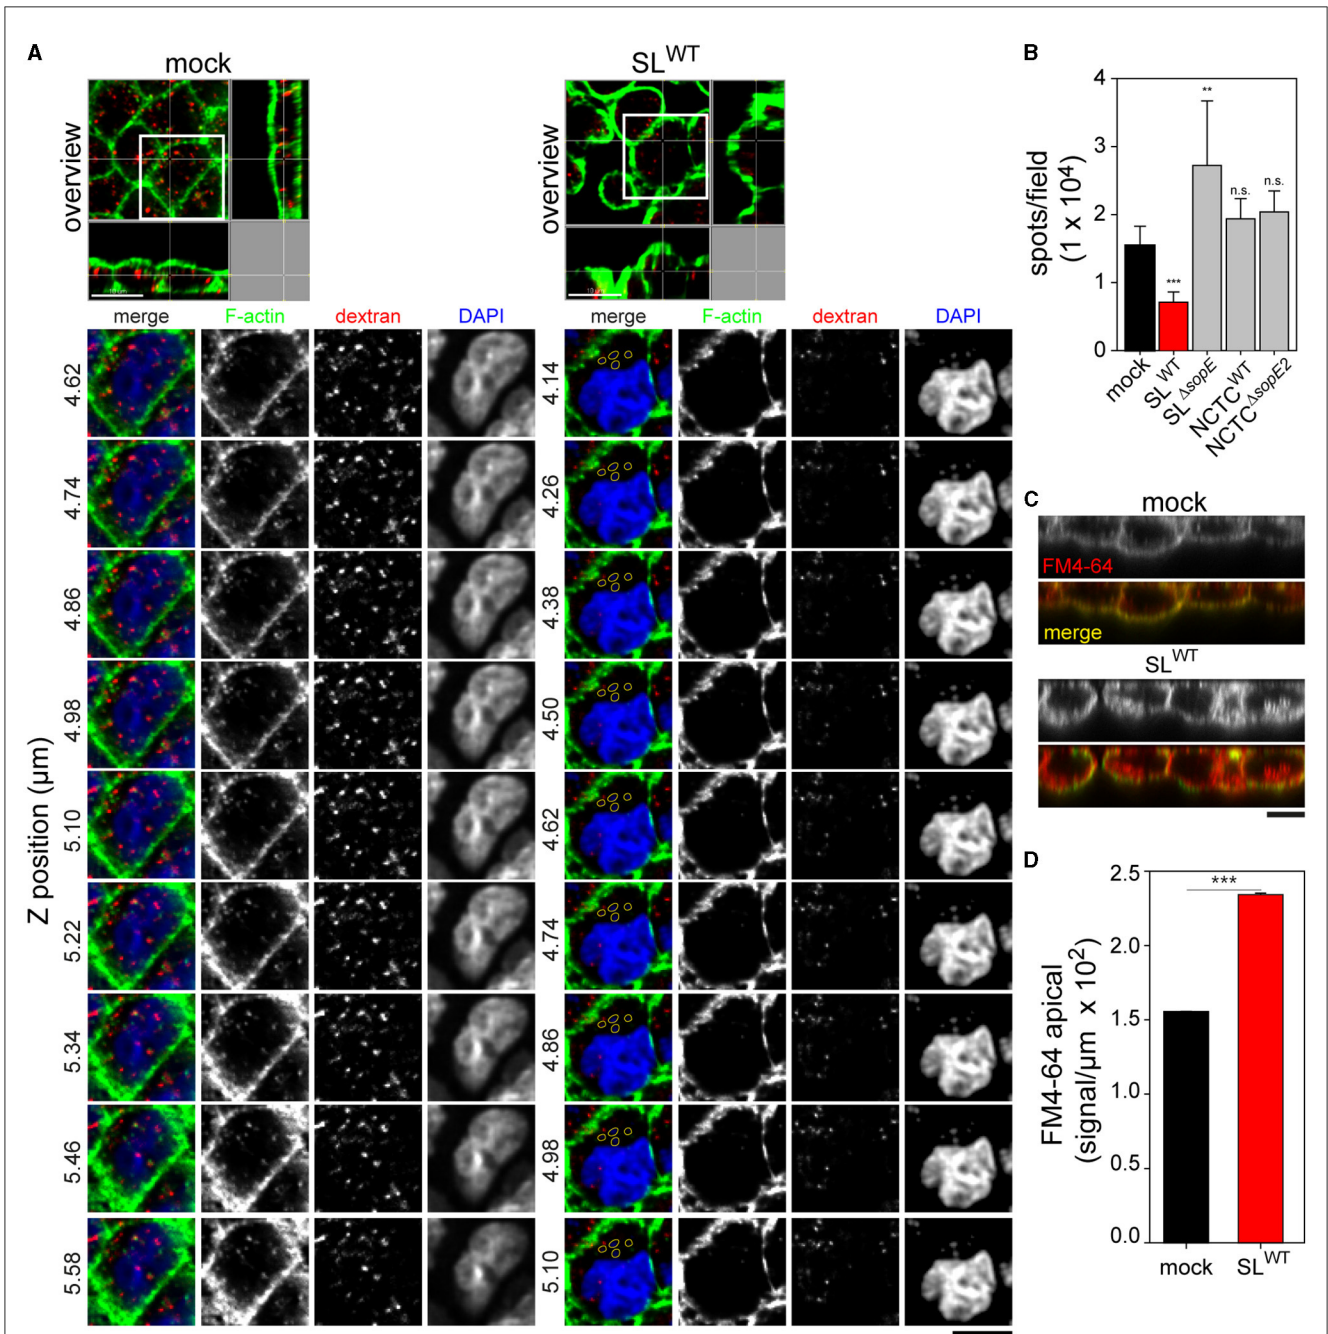 A
mock
SLWT
overview
overview
10 µm
merge F-actin dextran DAPI merge F-actin dextran DAPI
Z position (µm)
4.62
4.74
4.86
4.98
5.10
5.22
5.34
5.46
5.58
4.14
4.26
4.38
4.50
4.62
4.74
4.86
4.98
5.10
B
spots/field
(1 x 10⁴)
4
3
2
1
0
***
**
n.s.
n.s.
mock
SLWT
SLΔsopE
NCTCWT
NCTCΔsopE2
C
mock
FM4-64
merge
SLWT
D
FM4-64 apical
(signal/µm x 10²)
2.5
2.0
1.5
1.0
0.5
0.0
***
mock
SLWT